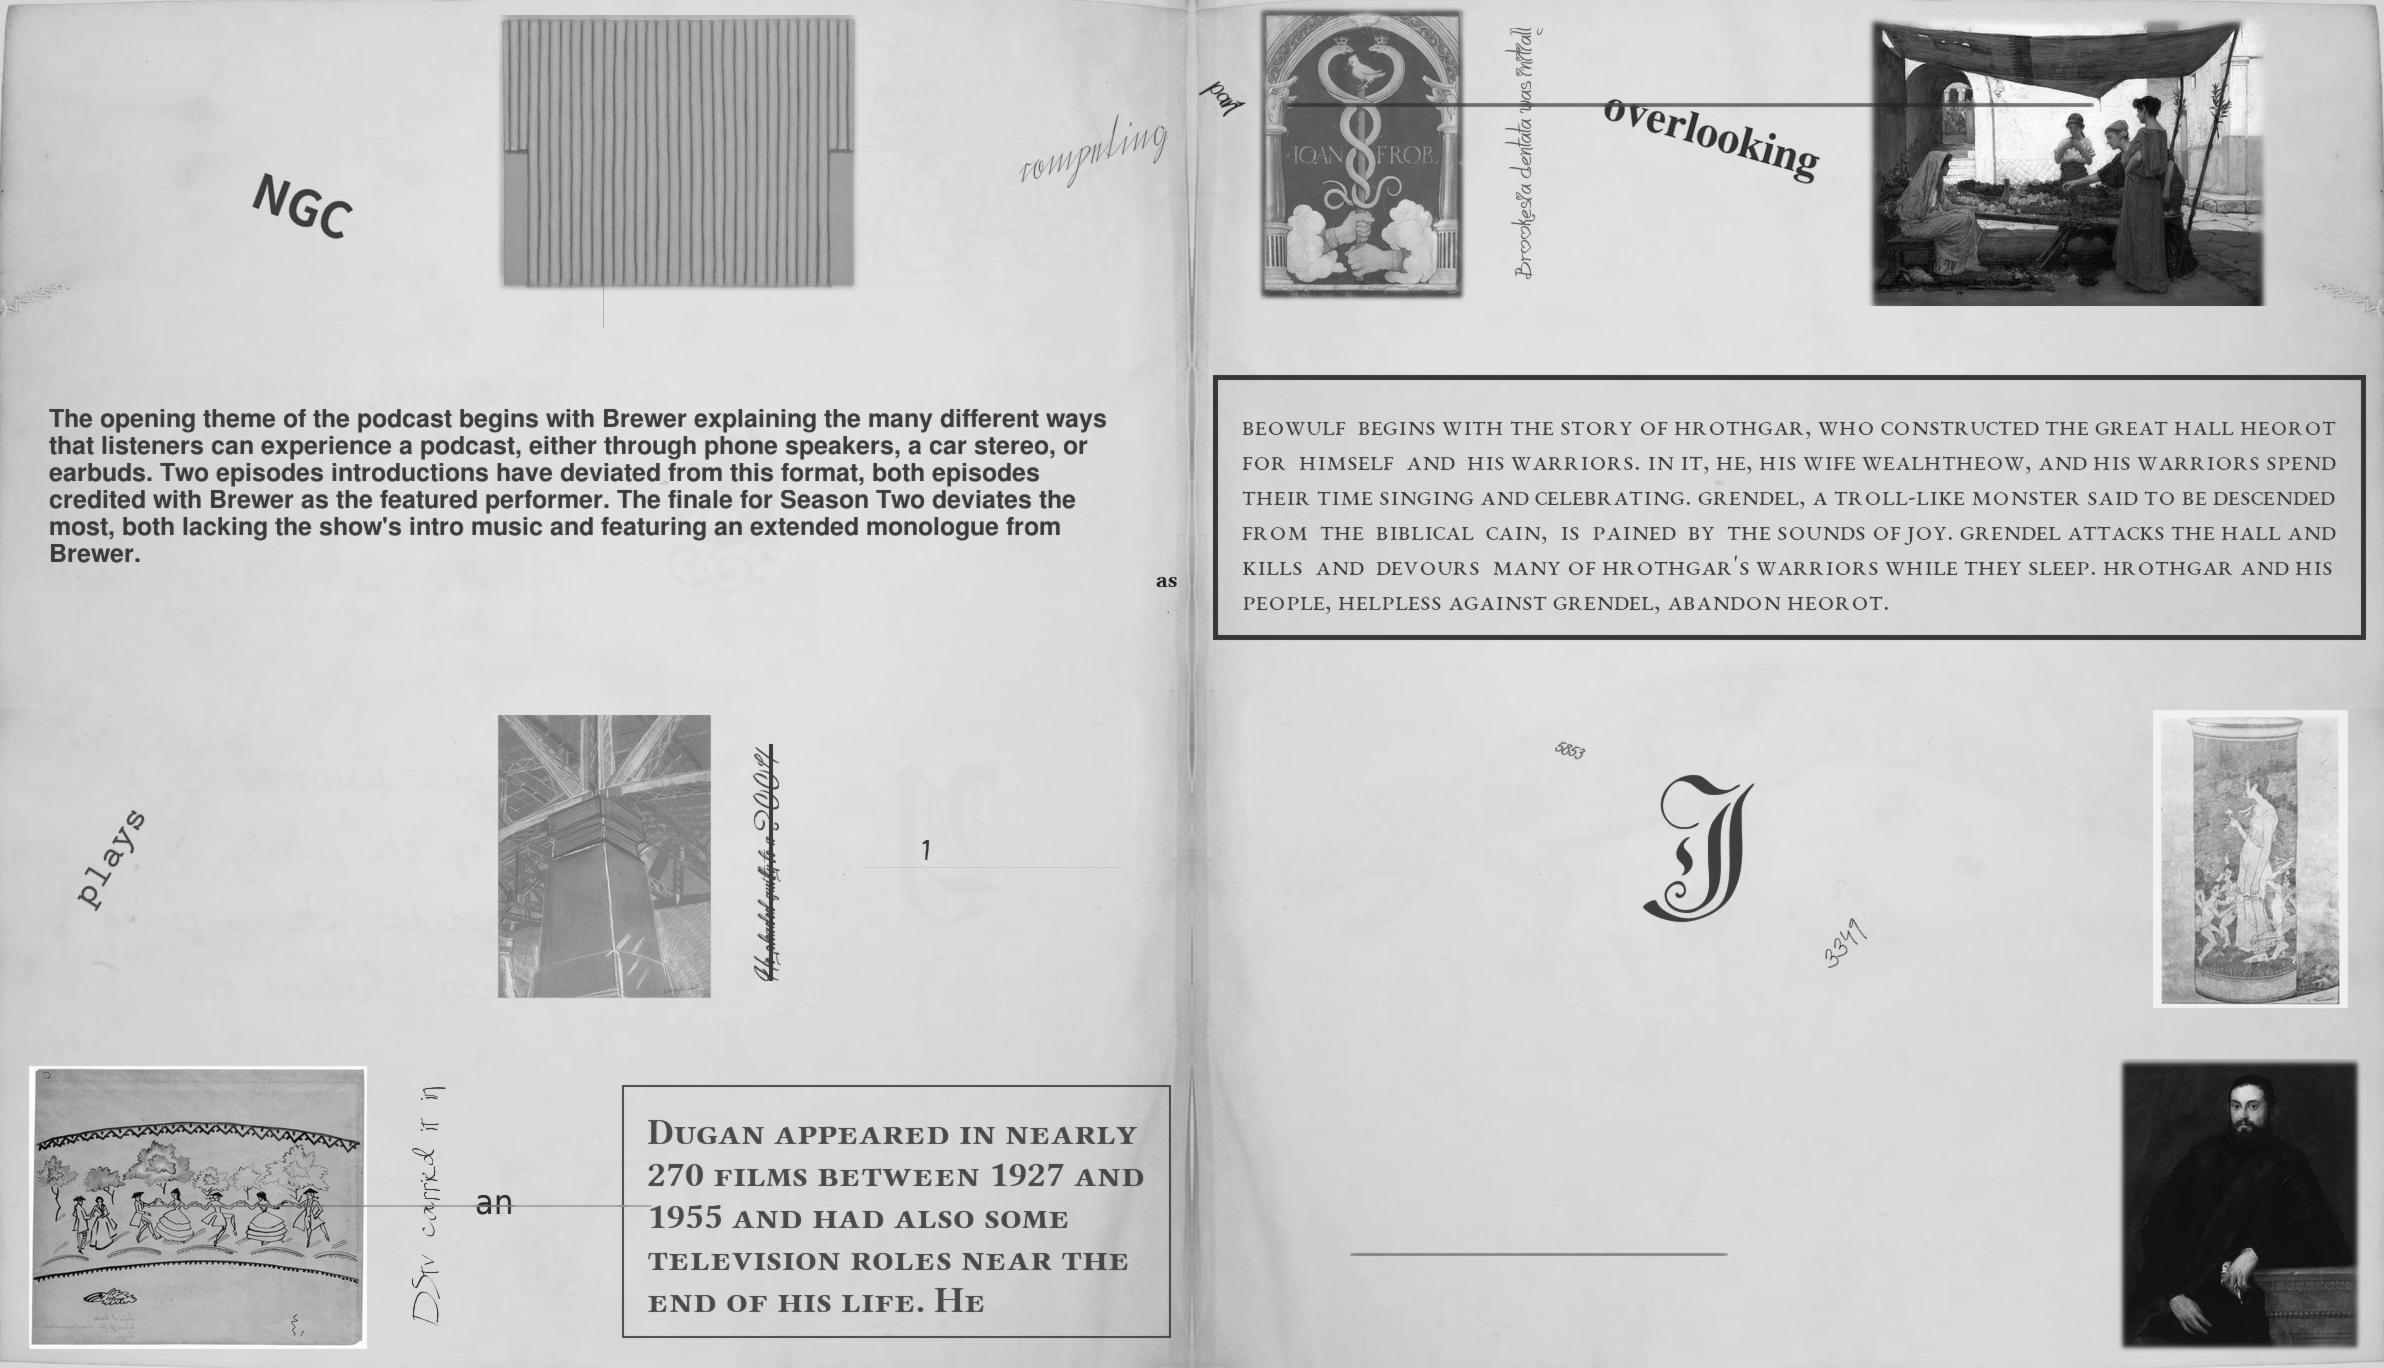 NGC
competing
The opening theme of the podcast begins with Brewer explaining the many different ways
that listeners can experience a podcast, either through phone speakers, a car stereo, or
earbuds. Two episodes introductions have deviated from this format, both episodes
credited with Brewer as the featured performer. The finale for Season Two deviates the
most, both lacking the show's intro music and featuring an extended monologue from
Brewer.
as
plays
He pleaded guilty to a 2004
1
DStv carried it in
an
Dugan appeared in nearly
270 films between 1927 and
1955 and had also some
television roles near the
end of his life. He
part
IOAN FROB.
Brookesia dentata was initially
overlooking
BEOWULF BEGINS WITH THE STORY OF HROTHGAR, WHO CONSTRUCTED THE GREAT HALL HEOROT
FOR HIMSELF AND HIS WARRIORS. IN IT, HE, HIS WIFE WEALHTHEOW, AND HIS WARRIORS SPEND
THEIR TIME SINGING AND CELEBRATING. GRENDEL, A TROLL-LIKE MONSTER SAID TO BE DESCENDED
FROM THE BIBLICAL CAIN, IS PAINED BY THE SOUNDS OF JOY. GRENDEL ATTACKS THE HALL AND
KILLS AND DEVOURS MANY OF HROTHGAR'S WARRIORS WHILE THEY SLEEP. HROTHGAR AND HIS
PEOPLE, HELPLESS AGAINST GRENDEL, ABANDON HEOROT.
5853
J
3349